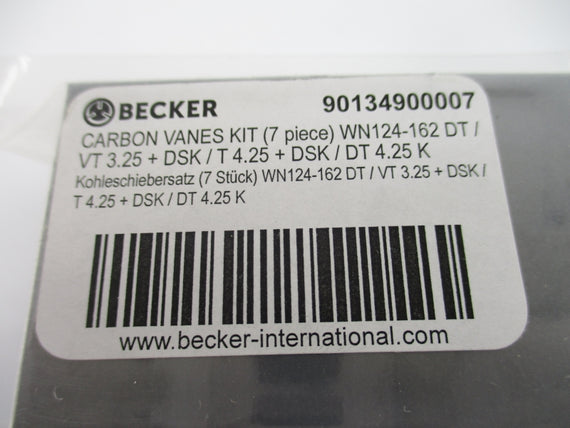 BECKER 90134900007
CARBON VANES KIT (7 piece) WN124-162 DT /
VT 3.25 + DSK / T 4.25 + DSK / DT 4.25 K
Kohleschiebersatz (7 Stück) WN124-162 DT / VT 3.25 + DSK /
T 4.25 + DSK / DT 4.25 K
www.becker-international.com